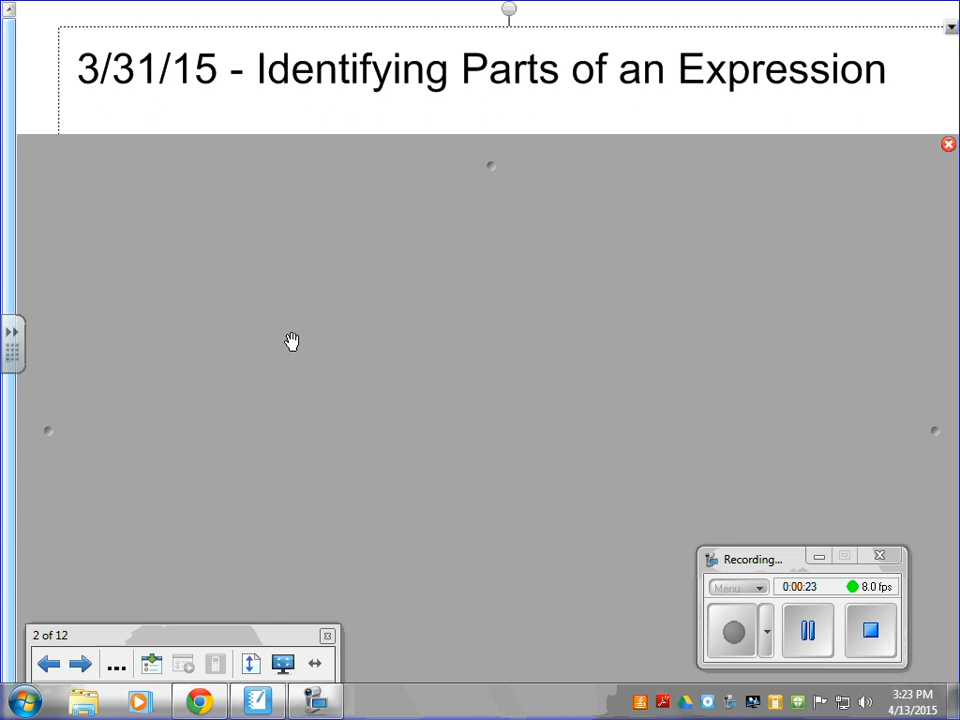 3/31/15 - Identifying Parts of an Expression
Recording...
Menu
0:00:23
8.0 fps
2 of 12
...
3:23 PM
4/13/2015